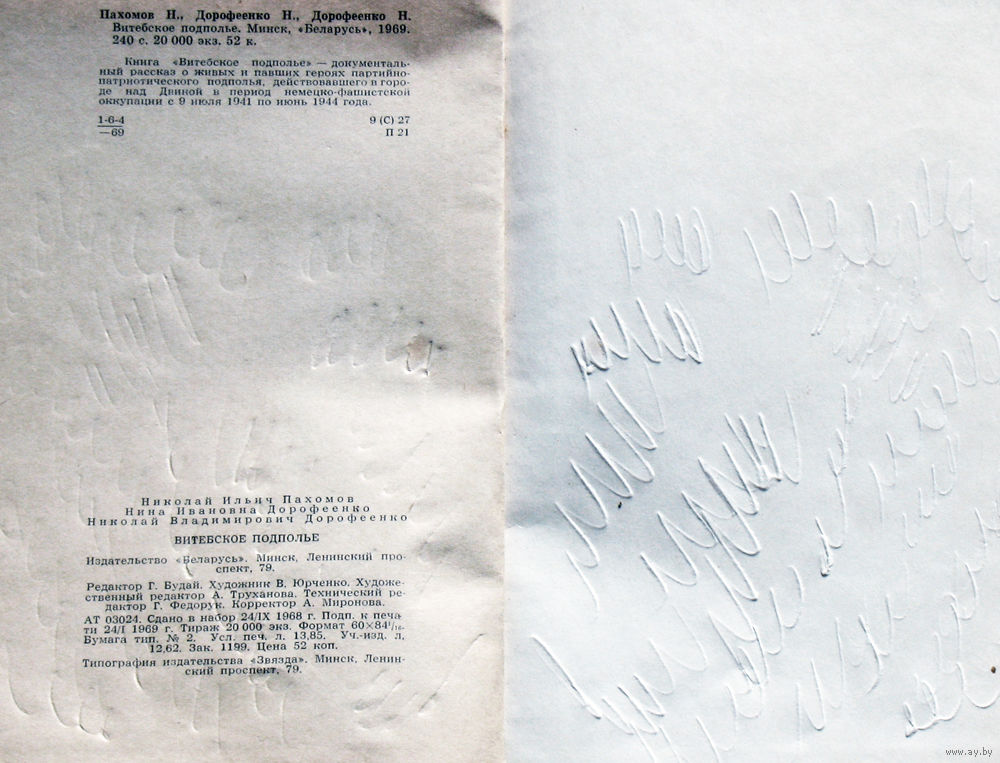 Пахомов Н., Дорофеенко Н., Дорофеенко Н.
Витебское подполье. Минск, «Беларусь», 1969.
240 с. 20 000 экз. 52 к.
Книга «Витебское подполье» — документаль-
ный рассказ о живых и павших героях партийно-
патриотического подполья, действовавшего в горо-
де над Двиной в период немецко-фашистской
оккупации с 9 июля 1941 по июнь 1944 года.
1-6-4 9 (С) 27
—69 П 21
Николай Ильич Пахомов
Нина Ивановна Дорофеенко
Николай Владимирович Дорофеенко
ВИТЕБСКОЕ ПОДПОЛЬЕ
Издательство «Беларусь». Минск, Ленинский про-
спект, 79.
Редактор Г. Будай. Художник В. Юрченко. Художе-
ственный редактор А. Труханова. Технический ре-
дактор Г. Федорук. Корректор А. Миронова.
АТ 03024. Сдано в набор 24/IX 1968 г. Подп. к печа-
ти 24/I 1969 г. Тираж 20 000 экз. Формат 60×84¹/₁₆.
Бумага тип. № 2. Усл. печ. л. 13,85. Уч.-изд. л.
12,62. Зак. 1199. Цена 52 коп.
Типография издательства «Звязда». Минск, Ленин-
ский проспект, 79.
www.ay.by